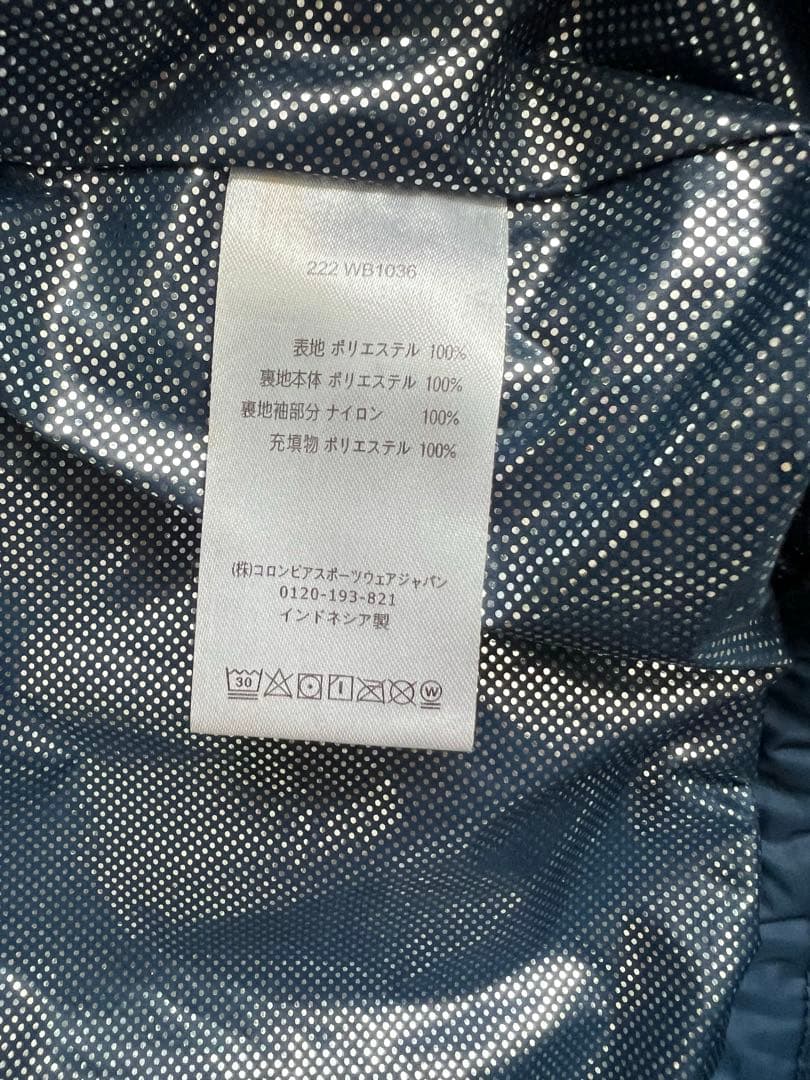 222 WB1036
表地 ポリエステル 100%
裏地本体 ポリエステル 100%
裏地袖部分 ナイロン 100%
充填物 ポリエステル 100%
(株)コロンビアスポーツウェアジャパン
0120-193-821
インドネシア製
30 W